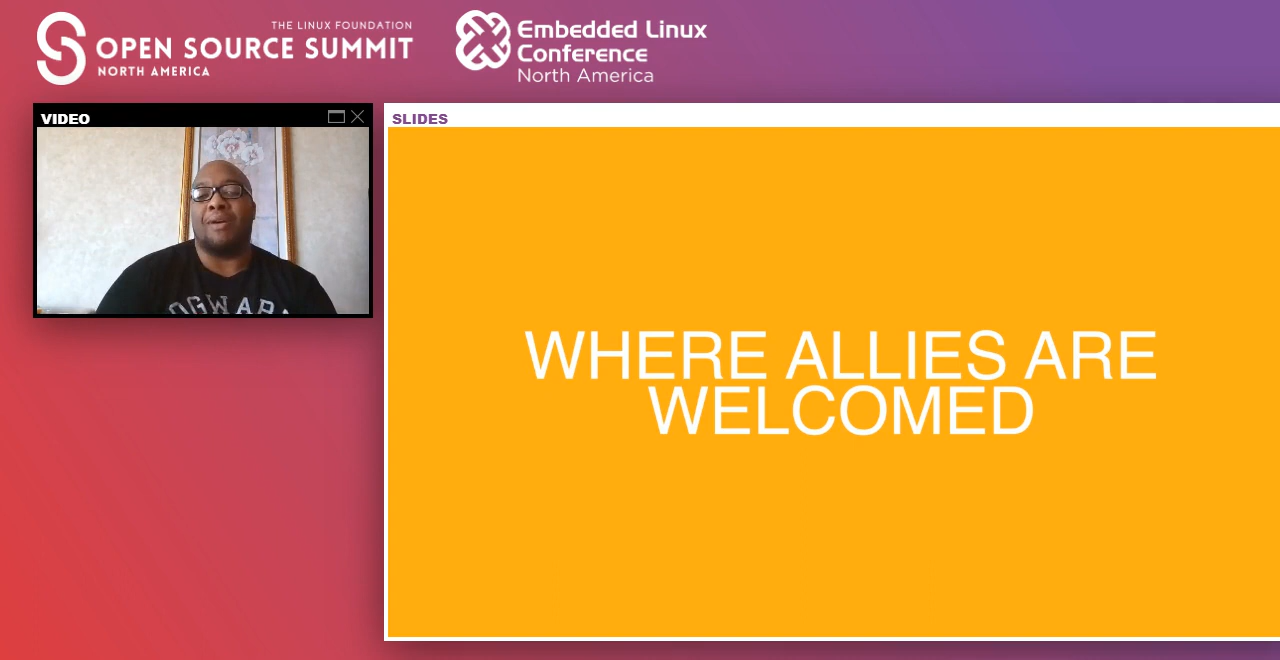 THE LINUX FOUNDATION
OPEN SOURCE SUMMIT
NORTH AMERICA
Embedded Linux
Conference
North America
VIDEO
SLIDES
OGWAR
WHERE ALLIES ARE
WELCOMED